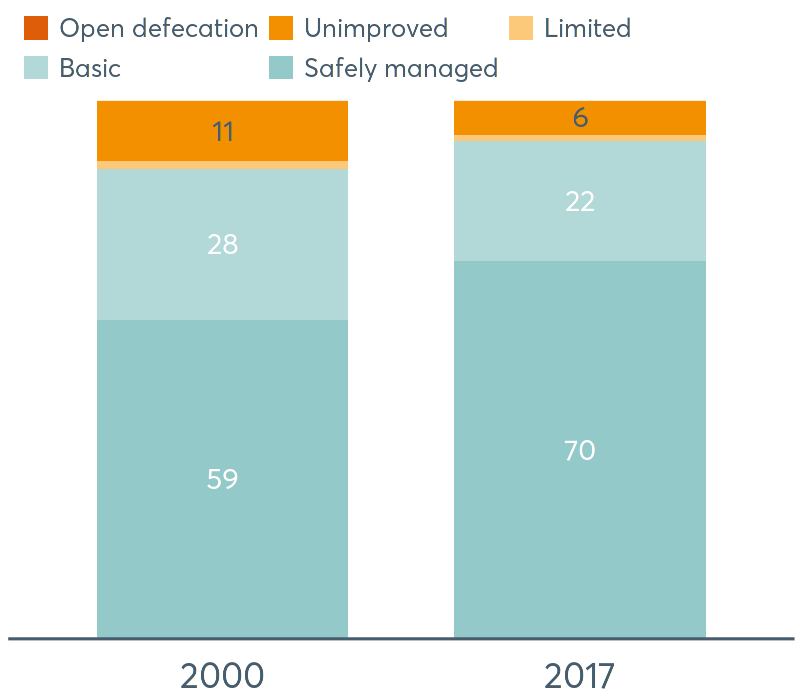 Open defecation Unimproved Limited
Basic Safely managed
11 6
28 22
59 70
2000 2017